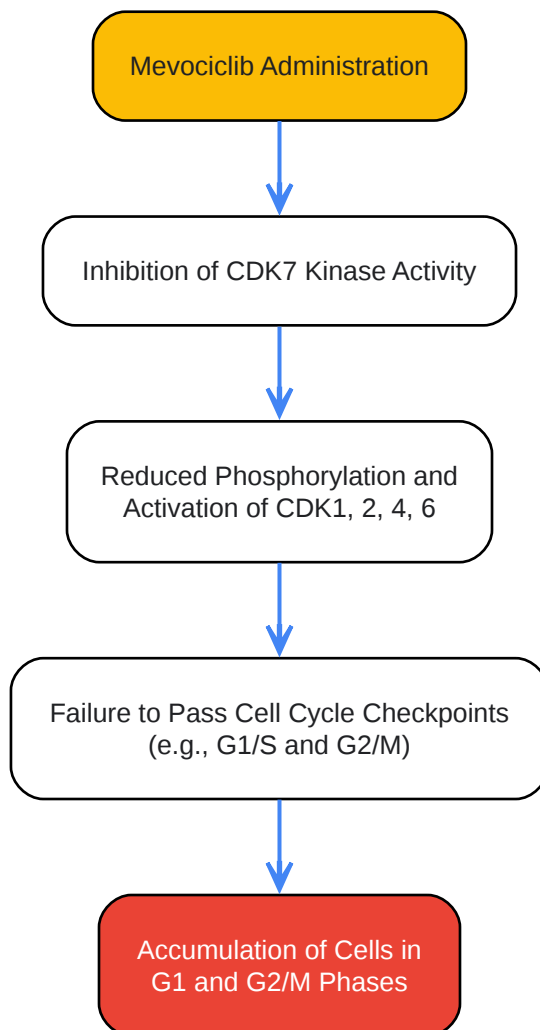 Mevociclib Administration
Inhibition of CDK7 Kinase Activity
Reduced Phosphorylation and
Activation of CDK1, 2, 4, 6
Failure to Pass Cell Cycle Checkpoints
(e.g., G1/S and G2/M)
Accumulation of Cells in
G1 and G2/M Phases